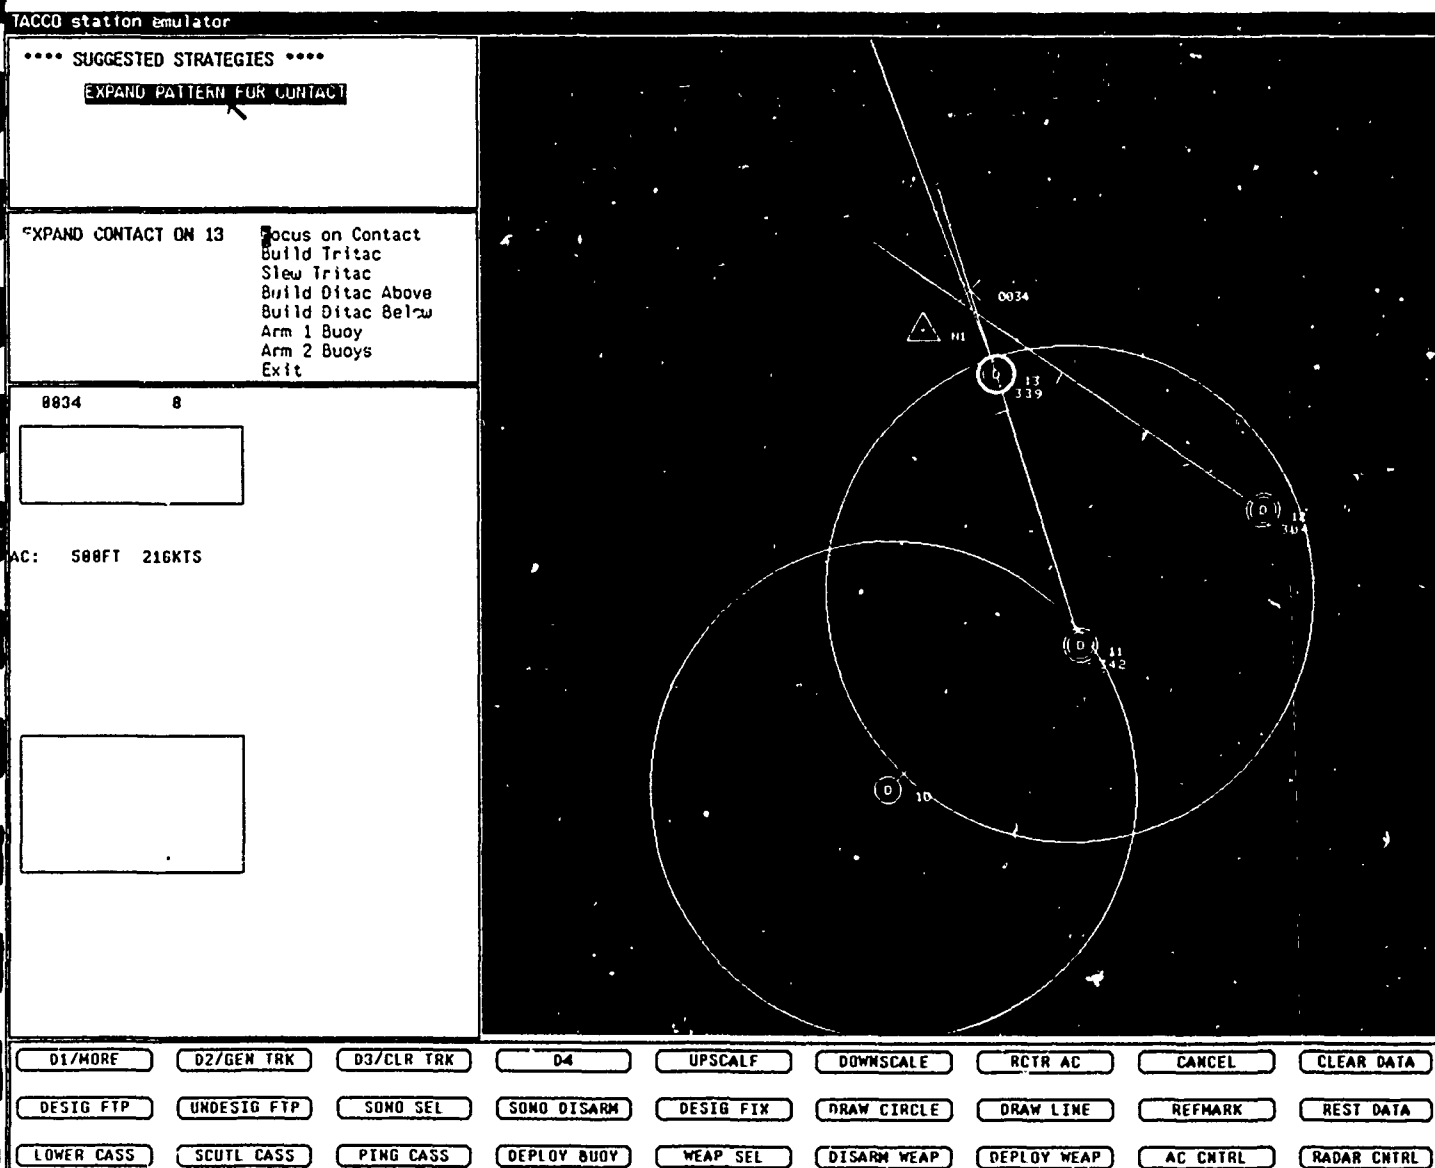 TACCO station emulator
**** SUGGESTED STRATEGIES ****
EXPAND PATTERN FOR CONTACT
EXPAND CONTACT ON 13
Focus on Contact
Build Tritac
Slew Tritac
Build Ditac Above
Build Ditac Below
Arm 1 Buoy
Arm 2 Buoys
Exit
0034 8
AC: 500FT 216KTS
0034
N1
D 13
339
D 12
304
D 11
342
D 10
D1/MORE D2/GEN TRK D3/CLR TRK D4 UPSCALE DOWNSCALE RCTR AC CANCEL CLEAR DATA
DESIG FTP UNDESIG FTP SONO SEL SONO DISARM DESIG FIX DRAW CIRCLE DRAW LINE REFMARK REST DATA
LOWER CASS SCUTL CASS PING CASS DEPLOY BUOY WEAP SEL DISARM WEAP DEPLOY WEAP AC CNTRL RADAR CNTRL